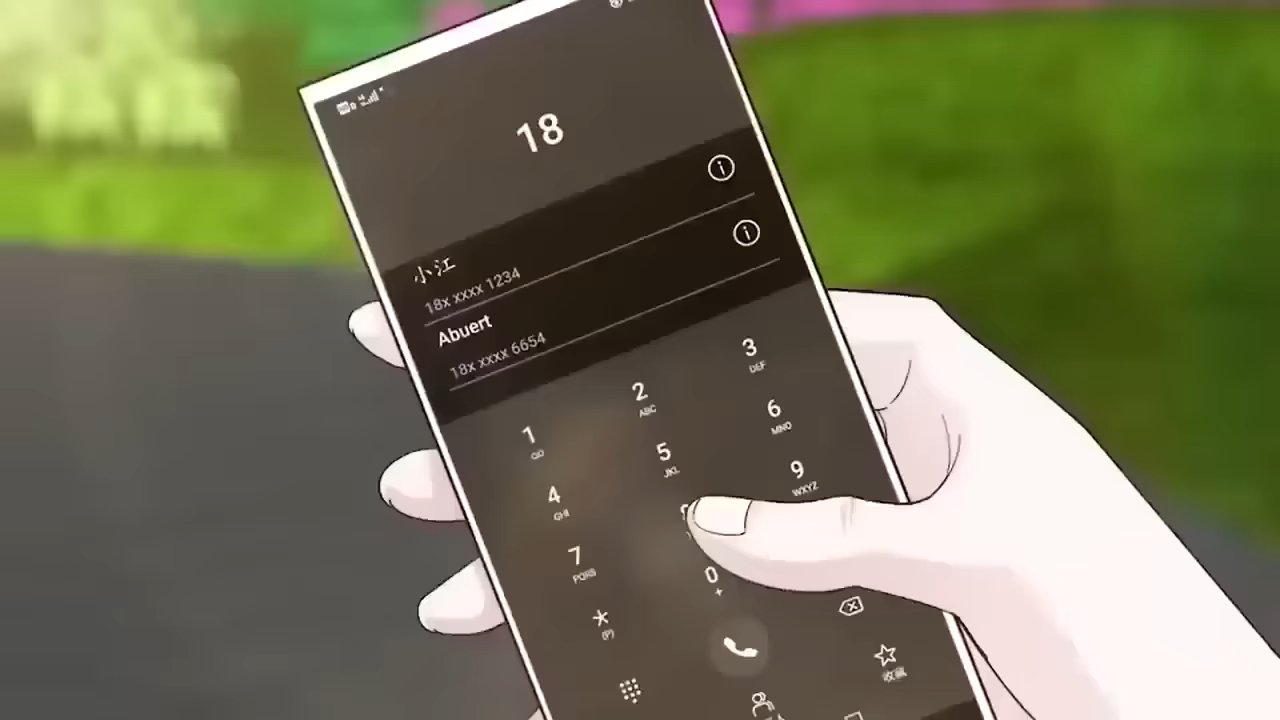 18
小江
18x xxxx 1234
Abuert
18x xxxx 6654
1 2 3
QO ABC DEF
4 5 6
GHI JKL MNO
7 9
PQRS WXYZ
* 0
(P) +
收藏